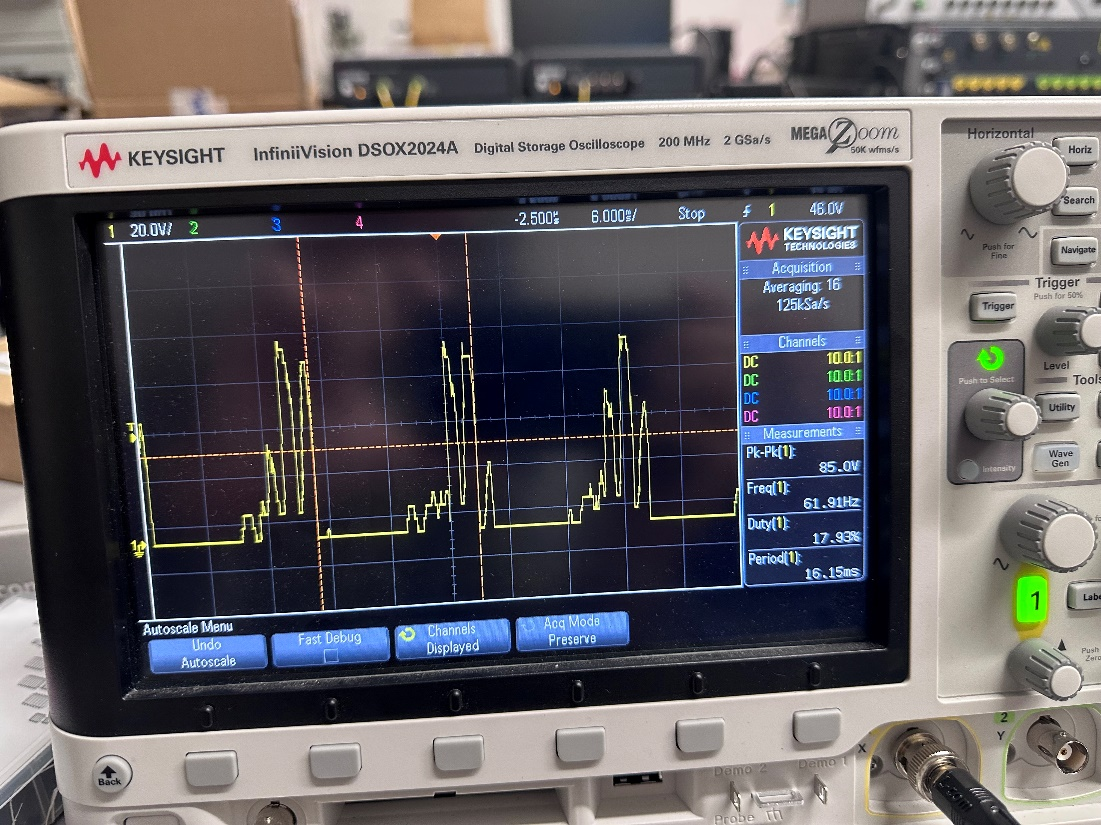 KEYSIGHT InfiniiVision DSOX2024A Digital Storage Oscilloscope 200 MHz 2 GSa/s MEGA Zoom
50K wfms/s
1 20.0V/ 2 3 4 -2.500s 6.000s/ Stop 1 46.0V
KEYSIGHT
TECHNOLOGIES
Acquisition
Averaging: 16
125kSa/s
Channels
DC 10.0:1
DC 10.0:1
DC 10.0:1
DC 10.0:1
Measurements
Pk-Pk(1):
85.0V
Freq(1):
61.91Hz
Duty(1):
17.93%
Period(1):
16.15ms
Autoscale Menu
Undo
Autoscale
Fast Debug
Channels
Displayed
Acq Mode
Preserve
Back
Horizontal
Horiz
Search
Push for
Fine
Navigate
Trigger
Push for 50%
Trigger
Level
Push to Select
Tools
Utility
Intensity
Wave
Gen
1
Push
Zero
X
2
Y
Demo 2
Demo 1
Probe